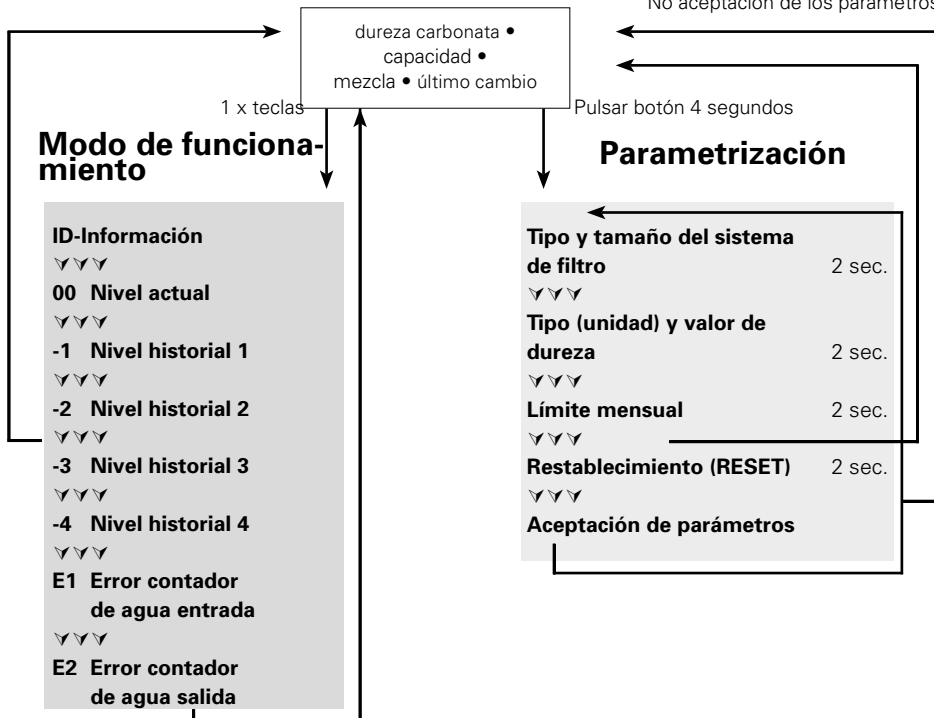 No aceptación de los parámetros
dureza carbonata •
capacidad •
mezcla • último cambio
1 x teclas
Pulsar botón 4 segundos
Modo de funciona-
miento
Parametrización
ID-Información
00 Nivel actual
-1 Nivel historial 1
-2 Nivel historial 2
-3 Nivel historial 3
-4 Nivel historial 4
E1 Error contador
de agua entrada
E2 Error contador
de agua salida
Tipo y tamaño del sistema
de filtro 2 sec.
Tipo (unidad) y valor de
dureza 2 sec.
Límite mensual 2 sec.
Restablecimiento (RESET) 2 sec.
Aceptación de parámetros